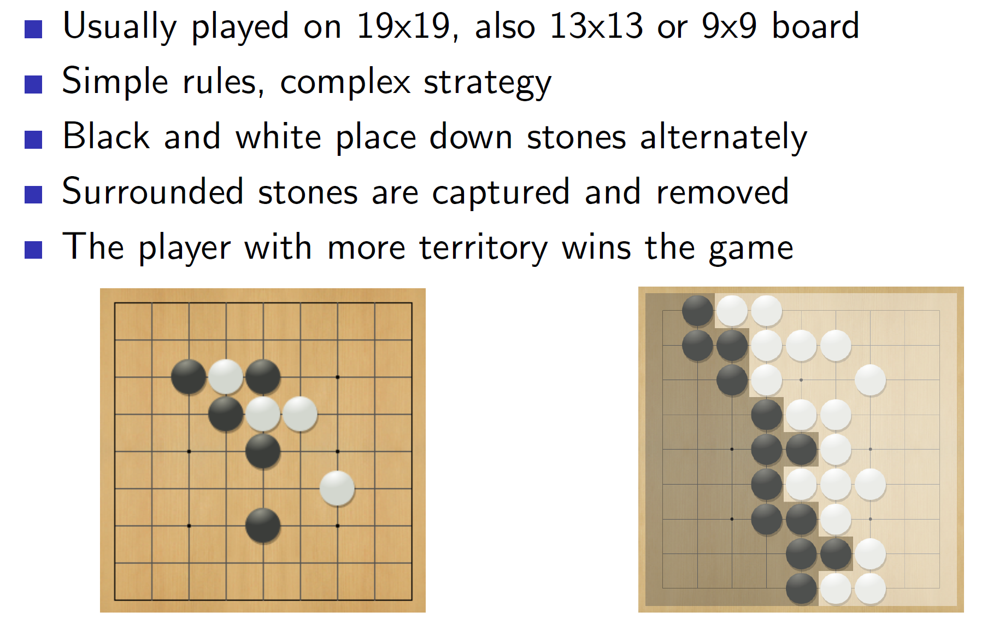 Usually played on 19x19, also 13x13 or 9x9 board
Simple rules, complex strategy
Black and white place down stones alternately
Surrounded stones are captured and removed
The player with more territory wins the game